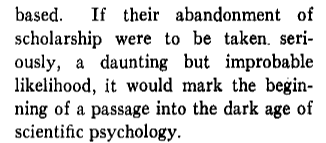 based. If their abandonment of
scholarship were to be taken. seri-
ously, a daunting but improbable
likelihood, it would mark the begin-
ning of a passage into the dark age of
scientific psychology.